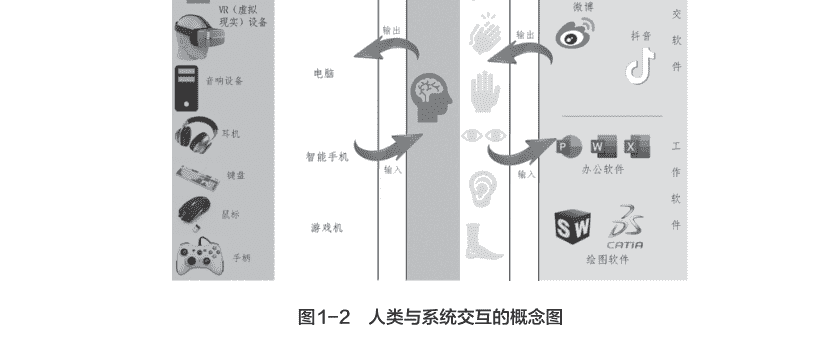 VR（虚拟
现实）设备
音响设备
耳机
键盘
鼠标
手柄
输出
电脑
智能手机
输入
游戏机
输出
输入
微博
抖音
交
软
件
P
W
X
办公软件
工
作
软
件
SW
CATIA
绘图软件
图1-2 人类与系统交互的概念图